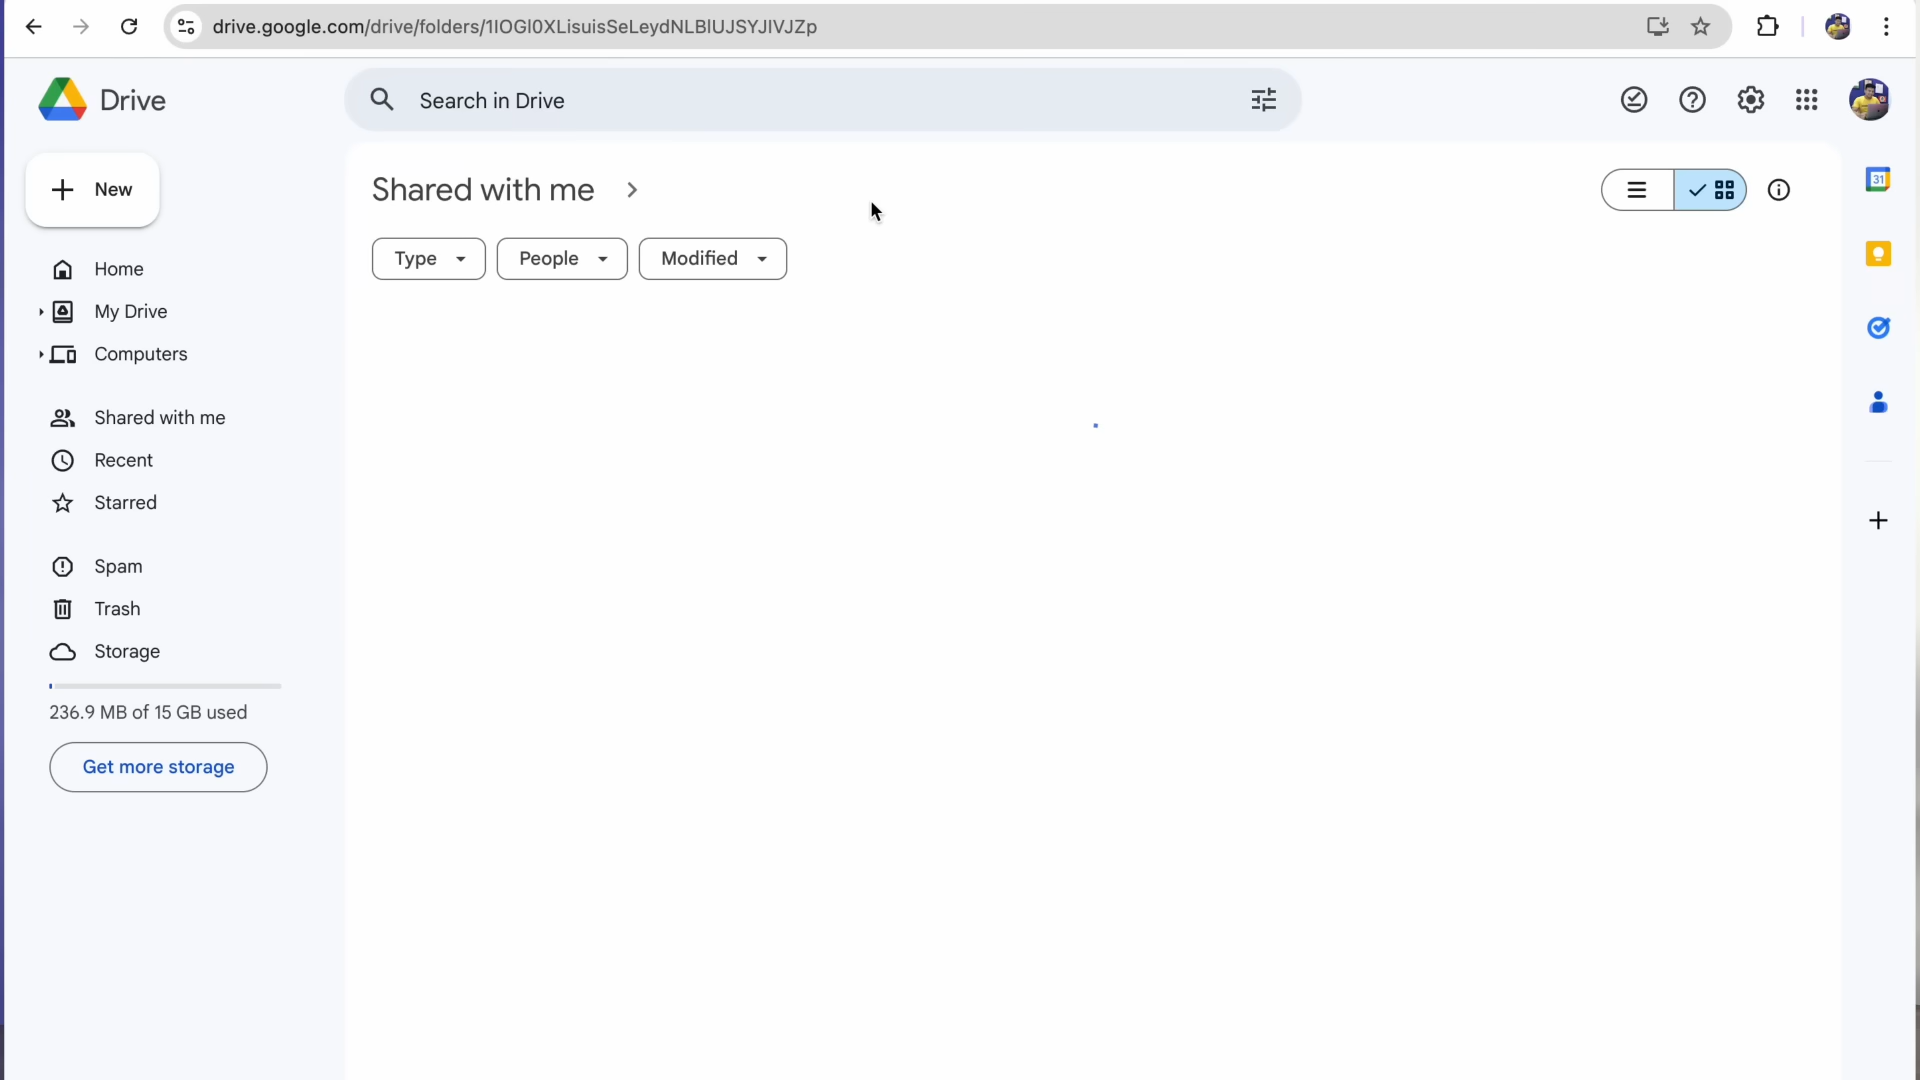 drive.google.com/drive/folders/1lOGl0XLisuisSeLeydNLBlUJSYJlVJZp
Drive
Search in Drive
New
Shared with me
Type
People
Modified
Home
My Drive
Computers
Shared with me
Recent
Starred
Spam
Trash
Storage
236.9 MB of 15 GB used
Get more storage
31